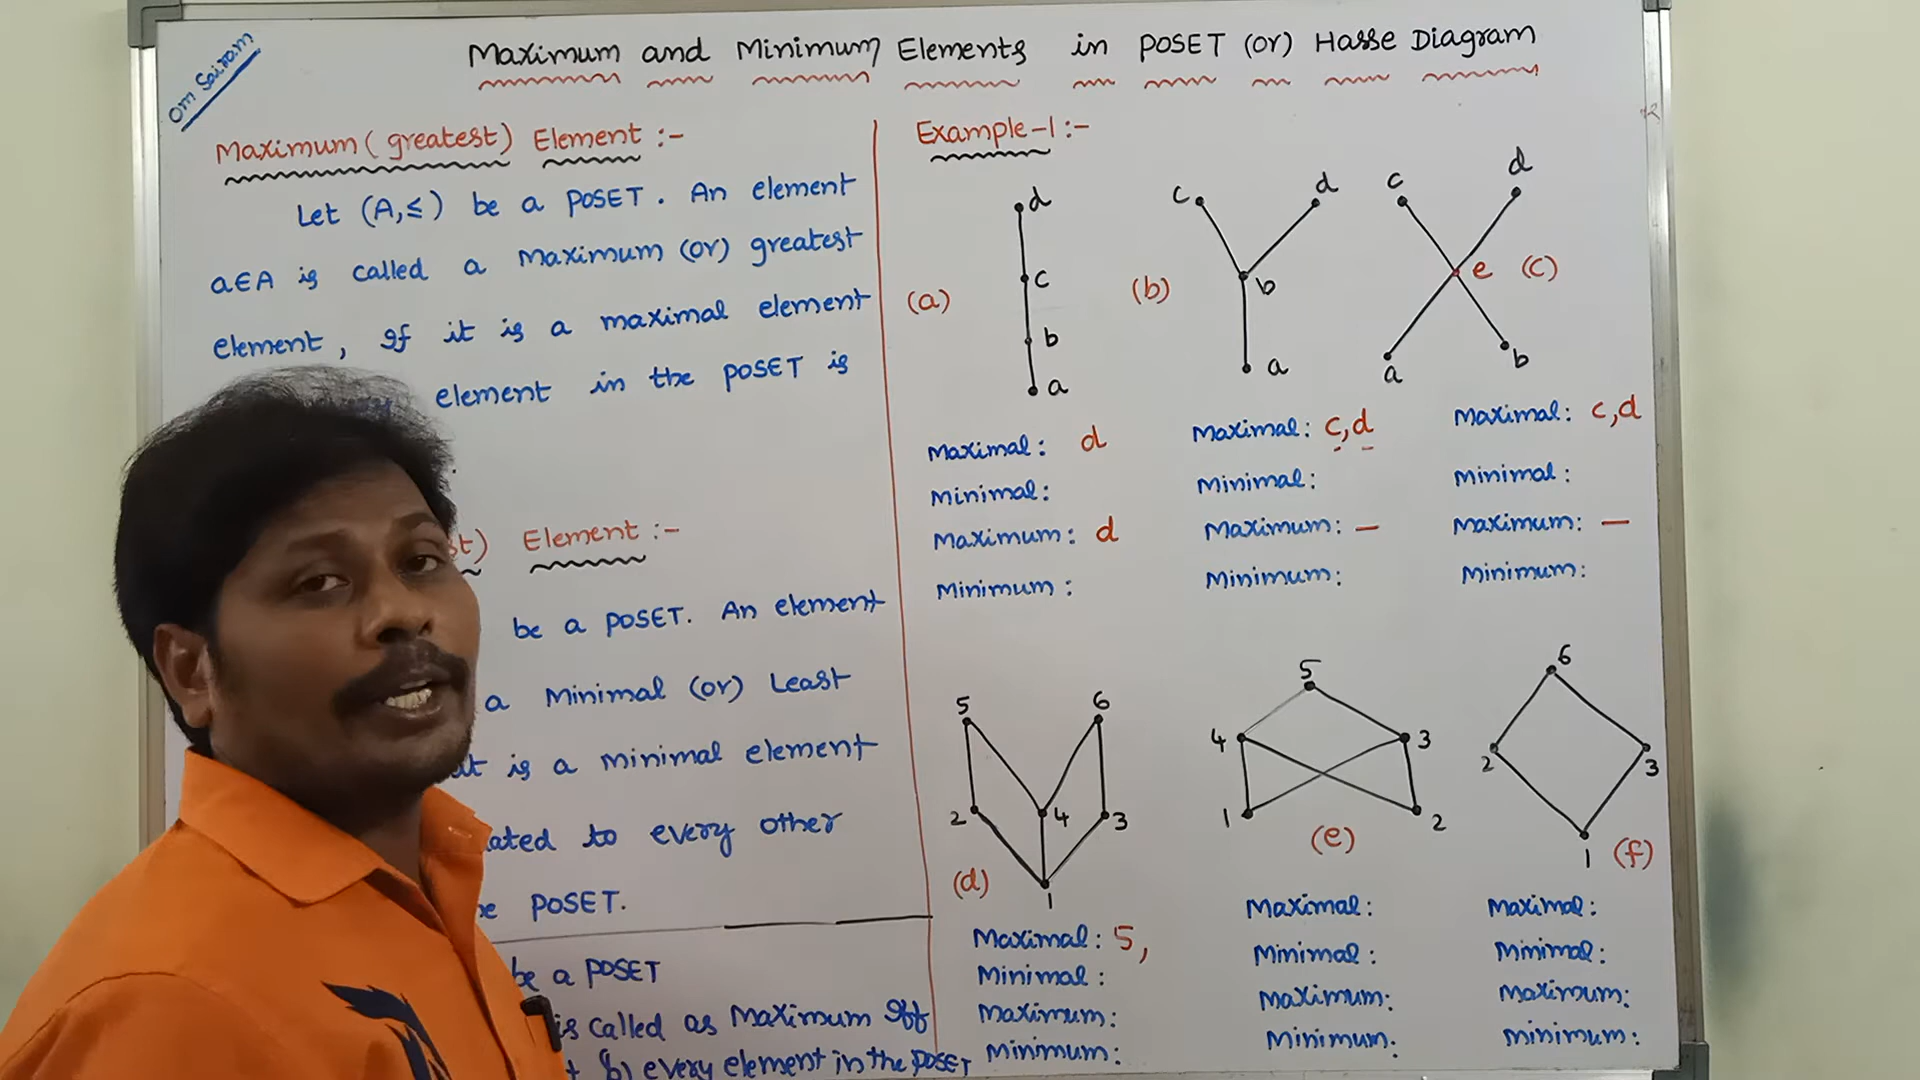 Om Sairam
Maximum and Minimum Elements in POSET (or) Hasse Diagram
Maximum (greatest) Element :-
Let (A,≤) be a POSET. An element
a∈A is called a Maximum (or) greatest
element, if it is a maximal element
element in the POSET is
.
Element :-
be a POSET. An element
a Minimal (or) Least
it is a minimal element
to every other
POSET.
be a POSET
is called as Maximum iff
b) every element in the POSET
Example-1 :-
d
c
b
a
(a)
Maximal : d
Minimal :
Maximum : d
Minimum :
c
d
b
a
(b)
Maximal : c,d
Minimal :
Maximum : —
Minimum :
c
d
e
(c)
a
b
Maximal : c,d
Minimal :
Maximum : —
Minimum :
5
6
2
4
3
1
(d)
Maximal : 5,
Minimal :
Maximum :
Minimum :
5
4
3
1
2
(e)
Maximal :
Minimal :
Maximum :
Minimum :
6
2
3
1
(f)
Maximal :
Minimal :
Maximum :
Minimum :